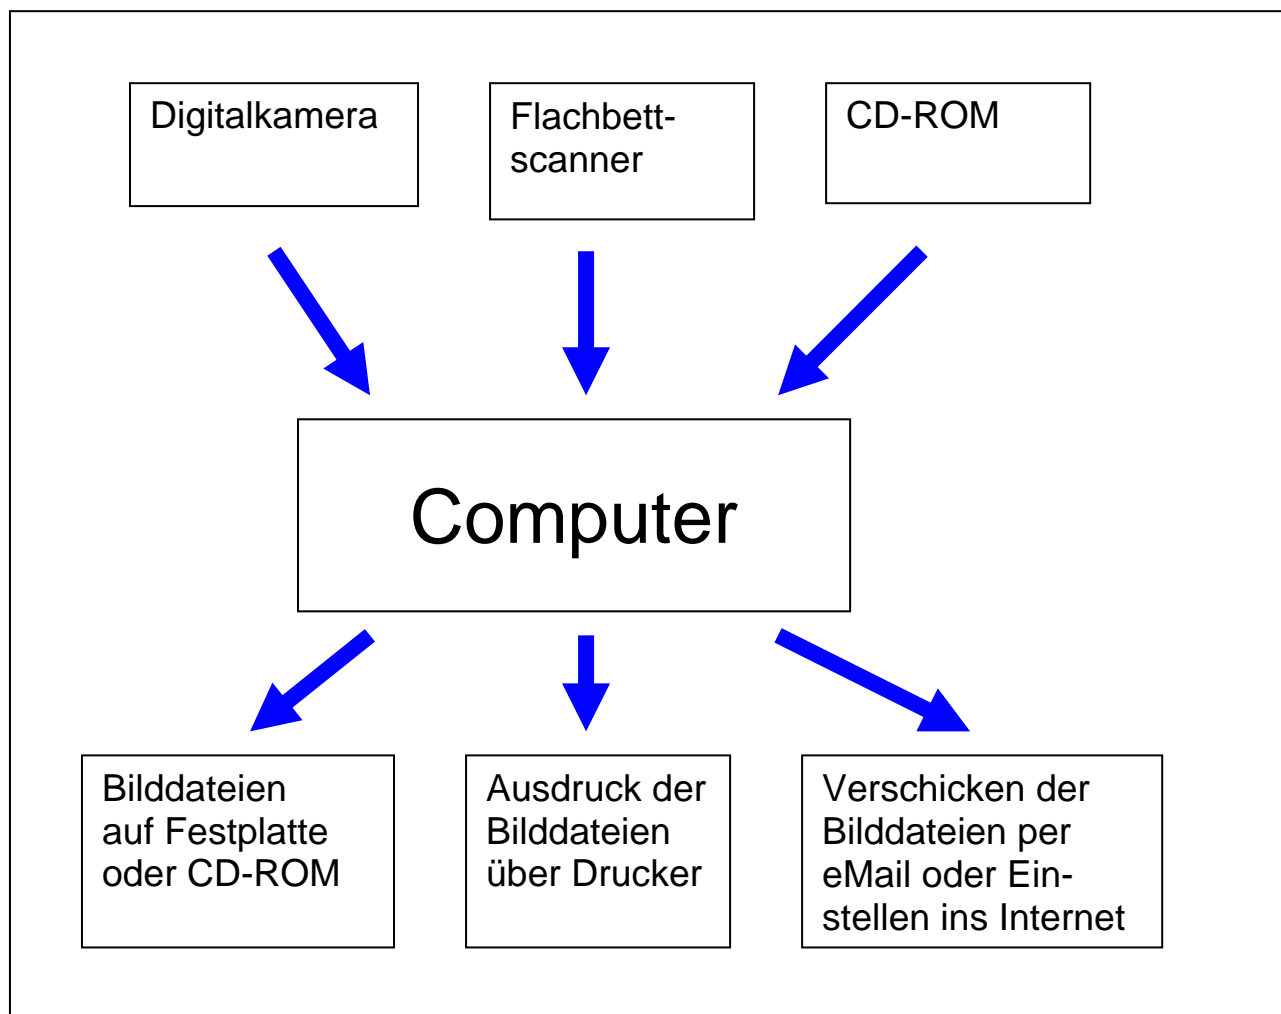 Digitalkamera
Flachbett-
scanner
CD-ROM
Computer
Bilddateien
auf Festplatte
oder CD-ROM
Ausdruck der
Bilddateien
über Drucker
Verschicken der
Bilddateien per
eMail oder Ein-
stellen ins Internet